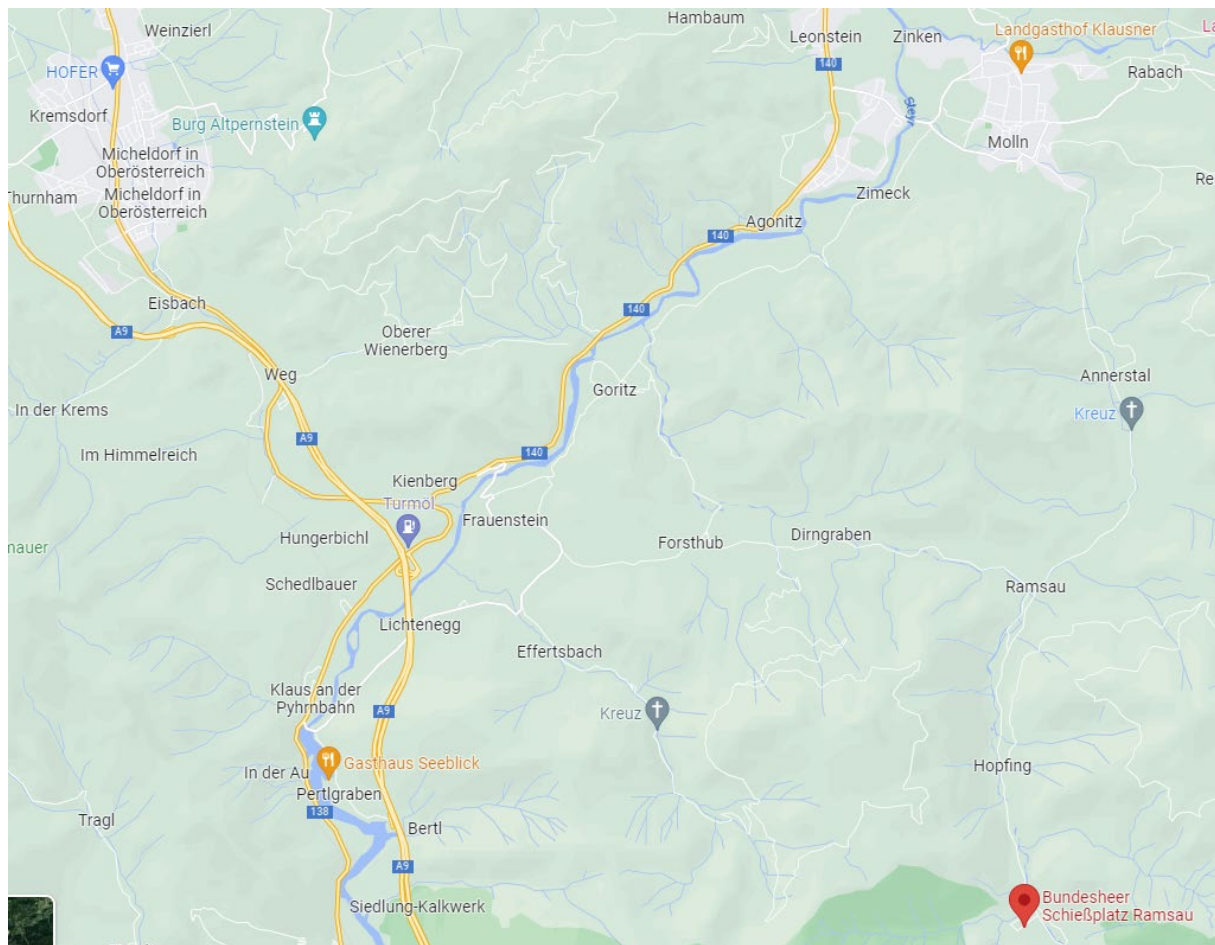 Hambaum
Weinzierl
Leonstein
Zinken
Landgasthof Klausner
140
HOFER
Rabach
Kremsdorf
Burg Altpernstein
Steyr
Molln
Micheldorf in
Oberösterreich
Thurnham
Micheldorf in
Oberösterreich
Zimeck
Re
Agonitz
140
Eisbach
140
A9
Oberer
Wienerberg
Weg
Annerstal
Goritz
In der Krems
Kreuz
A9
Im Himmelreich
140
Kienberg
Turmöl
Frauenstein
Hungerbichl
Forsthub
Dirngraben
mauer
Schedlbauer
Ramsau
Lichtenegg
Effertsbach
Klaus an der
Pyhrnbahn
A9
Kreuz
Gasthaus Seeblick
In der Au
Hopfing
Pertlgraben
138
Tragl
Bertl
A9
Siedlung-Kalkwerk
Bundesheer
Schießplatz Ramsau